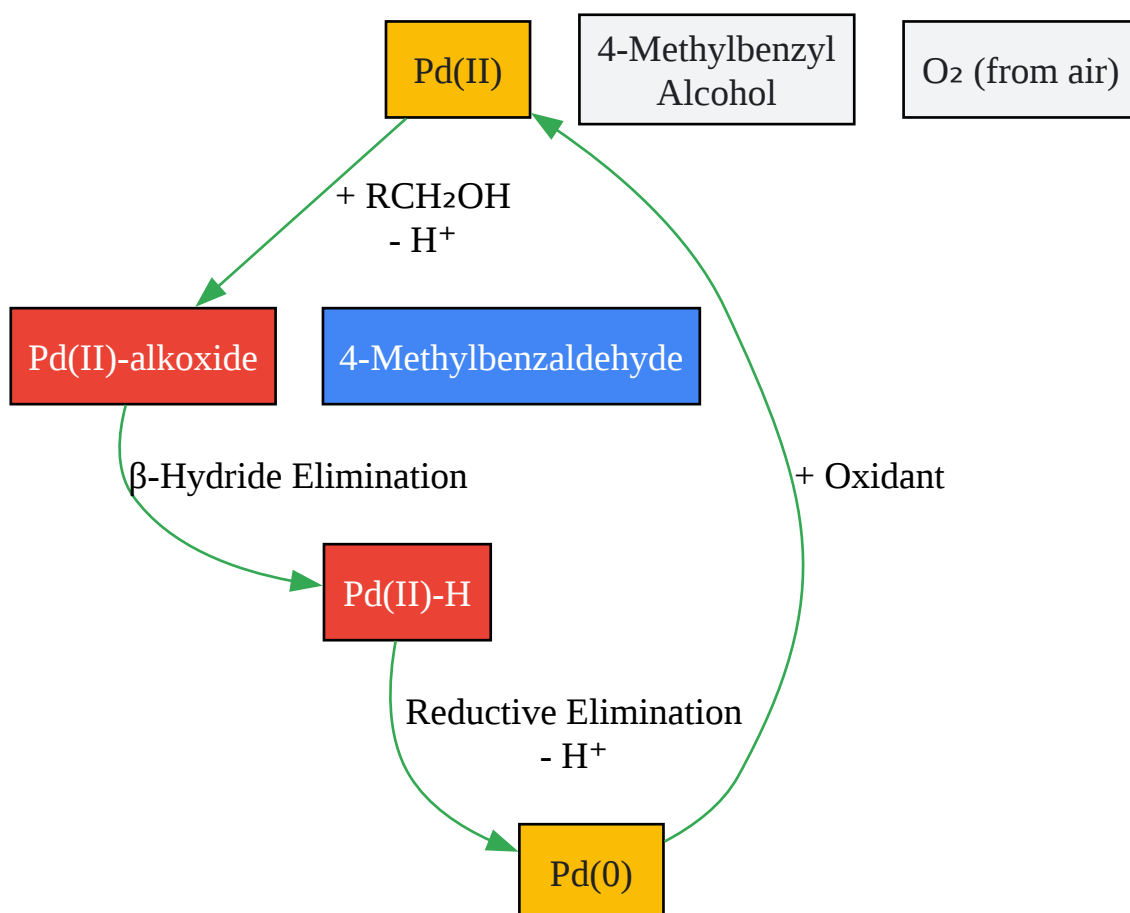 Pd(II)
4-Methylbenzyl
Alcohol
O₂ (from air)
+ RCH₂OH
- H⁺
Pd(II)-alkoxide
4-Methylbenzaldehyde
β-Hydride Elimination
+ Oxidant
Pd(II)-H
Reductive Elimination
- H⁺
Pd(0)